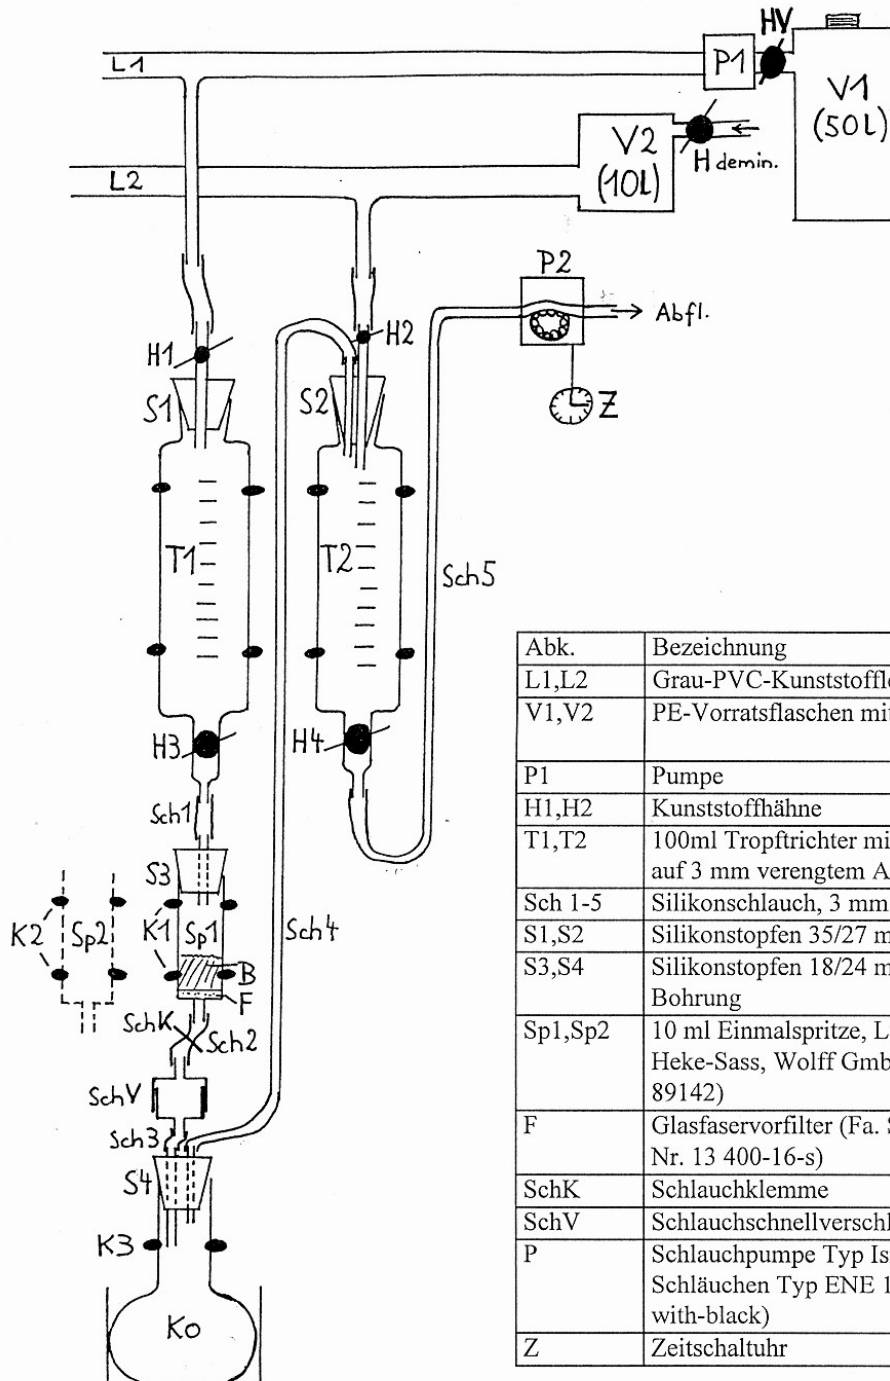 HV
L1
P1
V1
(50L)
V2
(10l)
H demin.
L2
P2
Abfl.
H1
H2
S1
S2
Z
T1
T2
Sch5
H3
H4
Sch1
S3
K2
Sp2
K1
Sp1
Sch4
B
F
SchK
Sch2
SchV
Sch3
S4
K3
Ko
Abk. Bezeichnung
L1,L2 Grau-PVC-Kunststoffl
V1,V2 PE-Vorratsflaschen mit
P1 Pumpe
H1,H2 Kunststoffhähne
T1,T2 100ml Tropftrichter mi
auf 3 mm verengtem A
Sch 1-5 Silikonschlauch, 3 mm
S1,S2 Silikonstopfen 35/27 m
S3,S4 Silikonstopfen 18/24 m
Bohrung
Sp1,Sp2 10 ml Einmalspritze, L
Heke-Sass, Wolff Gmb
89142)
F Glasfaservorfilter (Fa. S
Nr. 13 400-16-s)
SchK Schlauchklemme
SchV Schlauchschnellverschl
P Schlauchpumpe Typ Is
Schläuchen Typ ENE 1
with-black)
Z Zeitschaltuhr